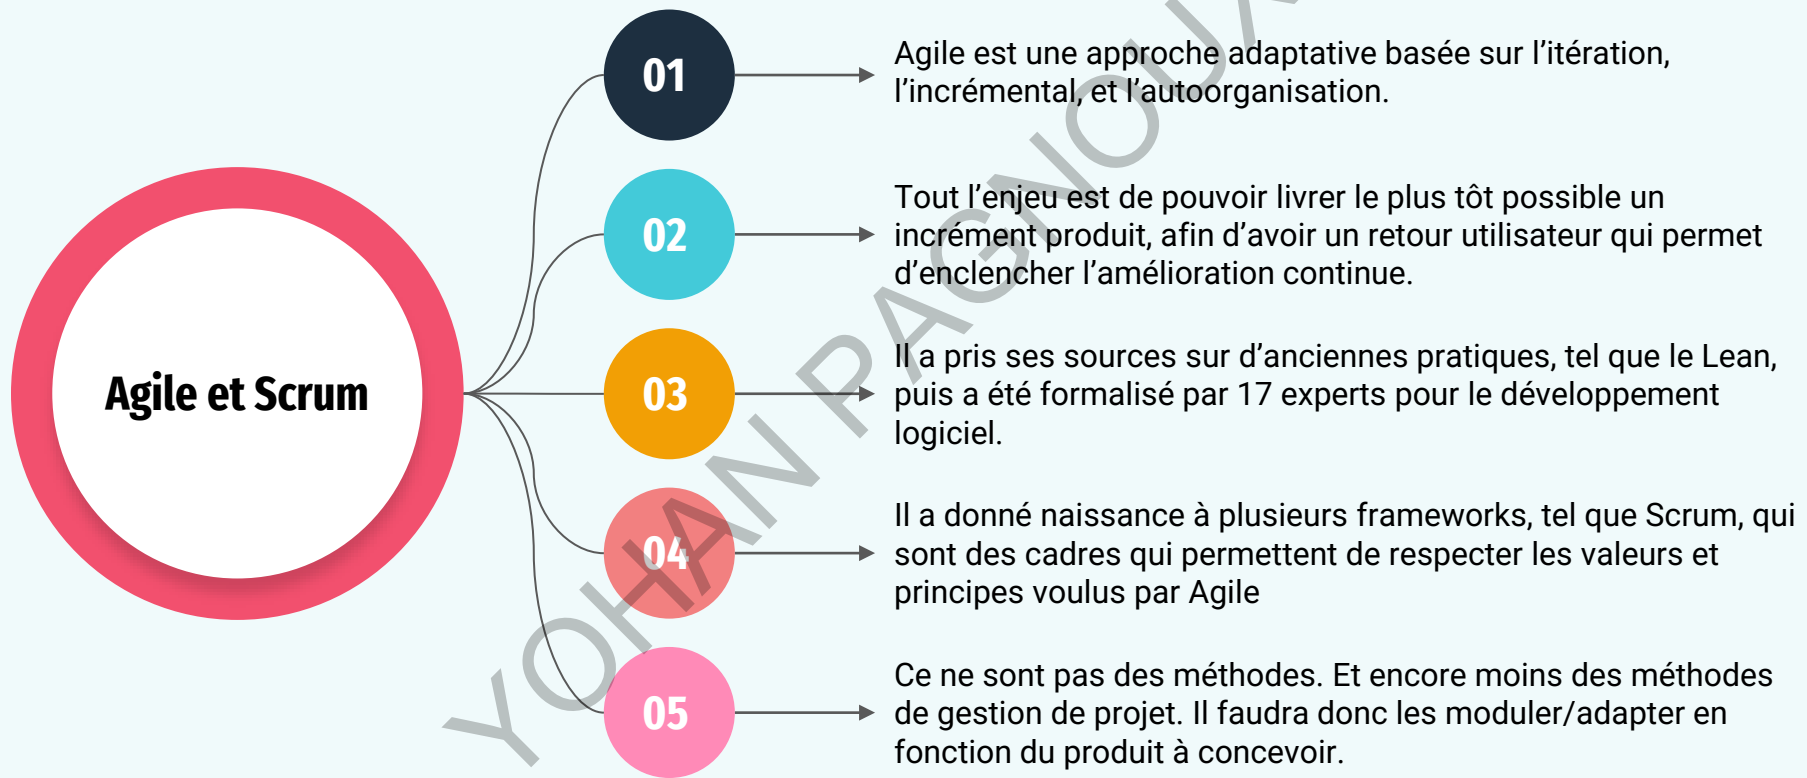 Agile et Scrum
01
Agile est une approche adaptative basée sur l’itération,
l’incrémental, et l’autoorganisation.
02
Tout l’enjeu est de pouvoir livrer le plus tôt possible un
incrément produit, afin d’avoir un retour utilisateur qui permet
d’enclencher l’amélioration continue.
03
Il a pris ses sources sur d’anciennes pratiques, tel que le Lean,
puis a été formalisé par 17 experts pour le développement
logiciel.
04
Il a donné naissance à plusieurs frameworks, tel que Scrum, qui
sont des cadres qui permettent de respecter les valeurs et
principes voulus par Agile
05
Ce ne sont pas des méthodes. Et encore moins des méthodes
de gestion de projet. Il faudra donc les moduler/adapter en
fonction du produit à concevoir.
YOHAN PAGNOUX